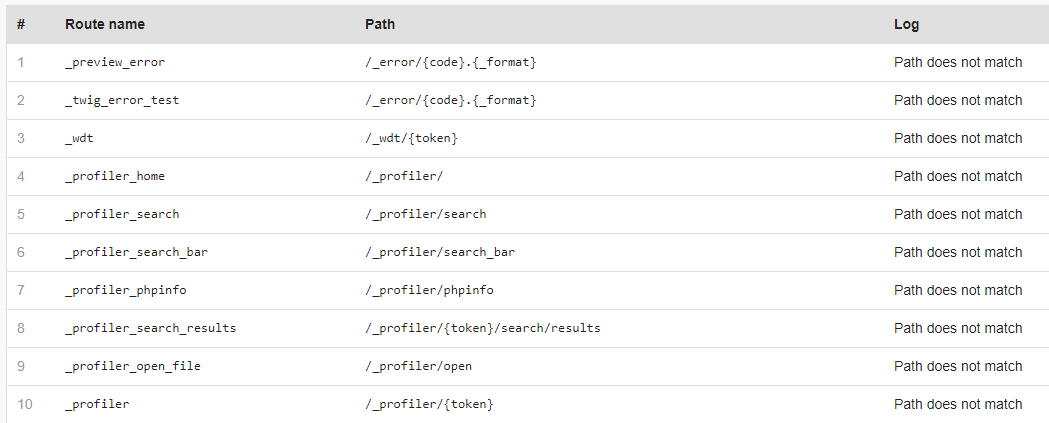 # Route name Path Log
1 _preview_error /_error/{code}.{_format} Path does not match
2 _twig_error_test /_error/{code}.{_format} Path does not match
3 _wdt /_wdt/{token} Path does not match
4 _profiler_home /_profiler/ Path does not match
5 _profiler_search /_profiler/search Path does not match
6 _profiler_search_bar /_profiler/search_bar Path does not match
7 _profiler_phpinfo /_profiler/phpinfo Path does not match
8 _profiler_search_results /_profiler/{token}/search/results Path does not match
9 _profiler_open_file /_profiler/open Path does not match
10 _profiler /_profiler/{token} Path does not match